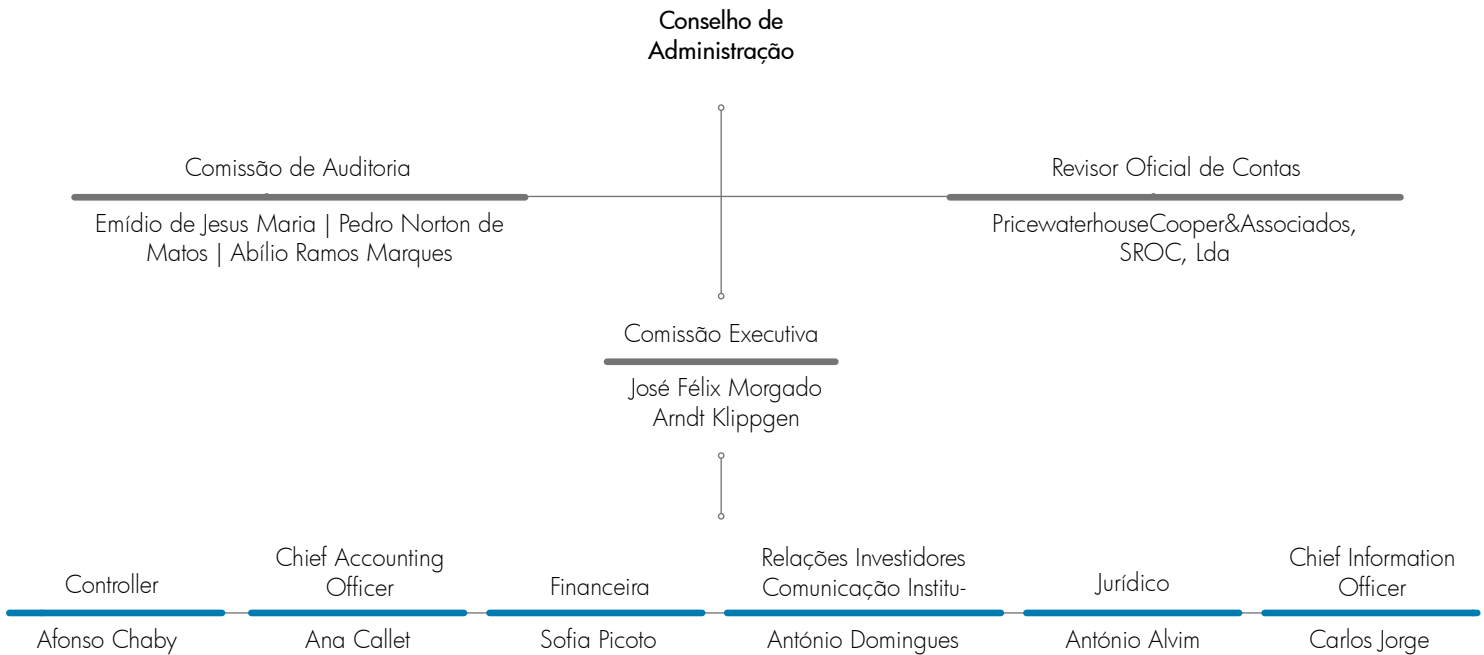 Conselho de
Administração
Comissão de Auditoria
Emídio de Jesus Maria | Pedro Norton de
Matos | Abílio Ramos Marques
Revisor Oficial de Contas
PricewaterhouseCooper&Associados,
SROC, Lda
Comissão Executiva
José Félix Morgado
Arndt Klippgen
Controller
Afonso Chaby
Chief Accounting
Officer
Ana Callet
Financeira
Sofia Picoto
Relações Investidores
Comunicação Institu-
António Domingues
Jurídico
António Alvim
Chief Information
Officer
Carlos Jorge